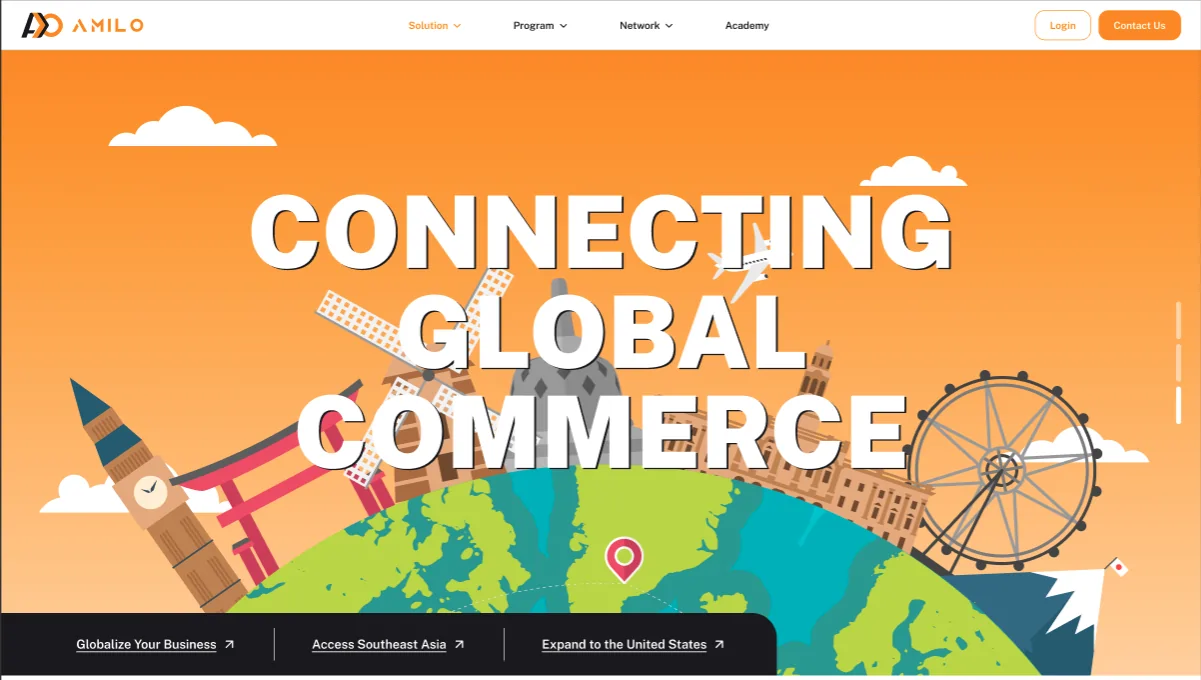 AMILO
Solution
Program
Network
Academy
Login
Contact Us
CONNECTING
GLOBAL
COMMERCE
Globalize Your Business
Access Southeast Asia
Expand to the United States